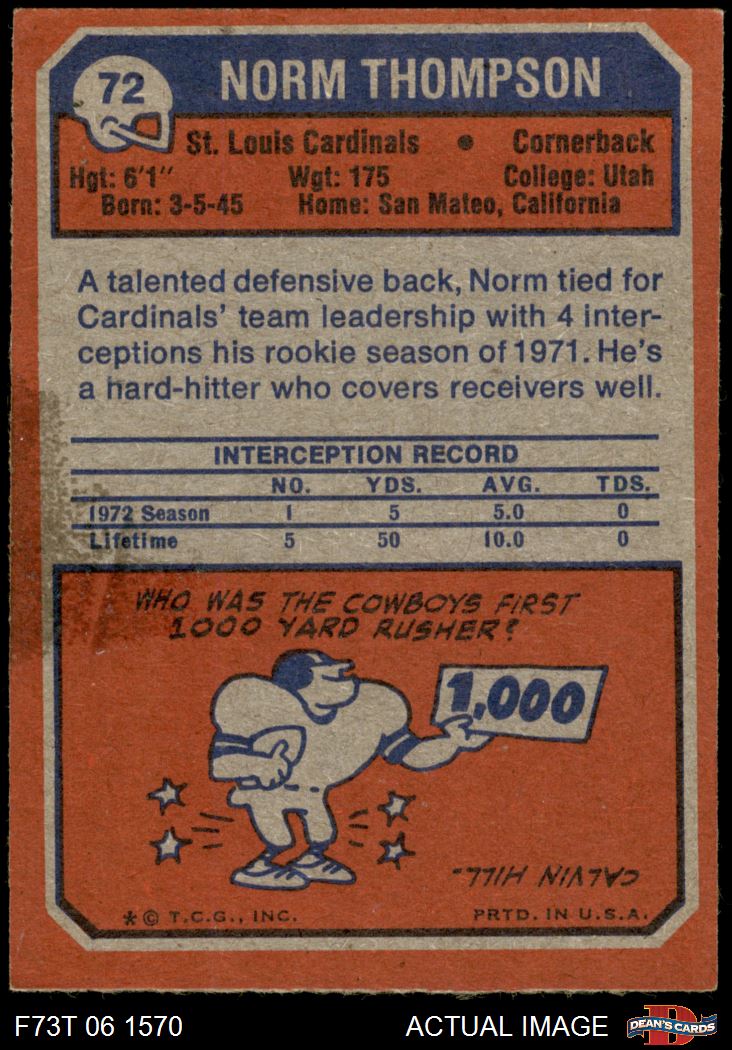 72
NORM THOMPSON
St. Louis Cardinals • Cornerback
Hgt: 6'1" Wgt: 175 College: Utah
Born: 3-5-45 Home: San Mateo, California
A talented defensive back, Norm tied for
Cardinals' team leadership with 4 inter-
ceptions his rookie season of 1971. He's
a hard-hitter who covers receivers well.
INTERCEPTION RECORD
NO. YDS. AVG. TDS.
1972 Season 1 5 5.0 0
Lifetime 5 50 10.0 0
WHO WAS THE COWBOYS FIRST
1000 YARD RUSHER?
1,000
CALVIN HILL.
* © T.C.G., INC. PRTD. IN U.S.A.
F73T 06 1570 ACTUAL IMAGE D DEAN'S CARDS